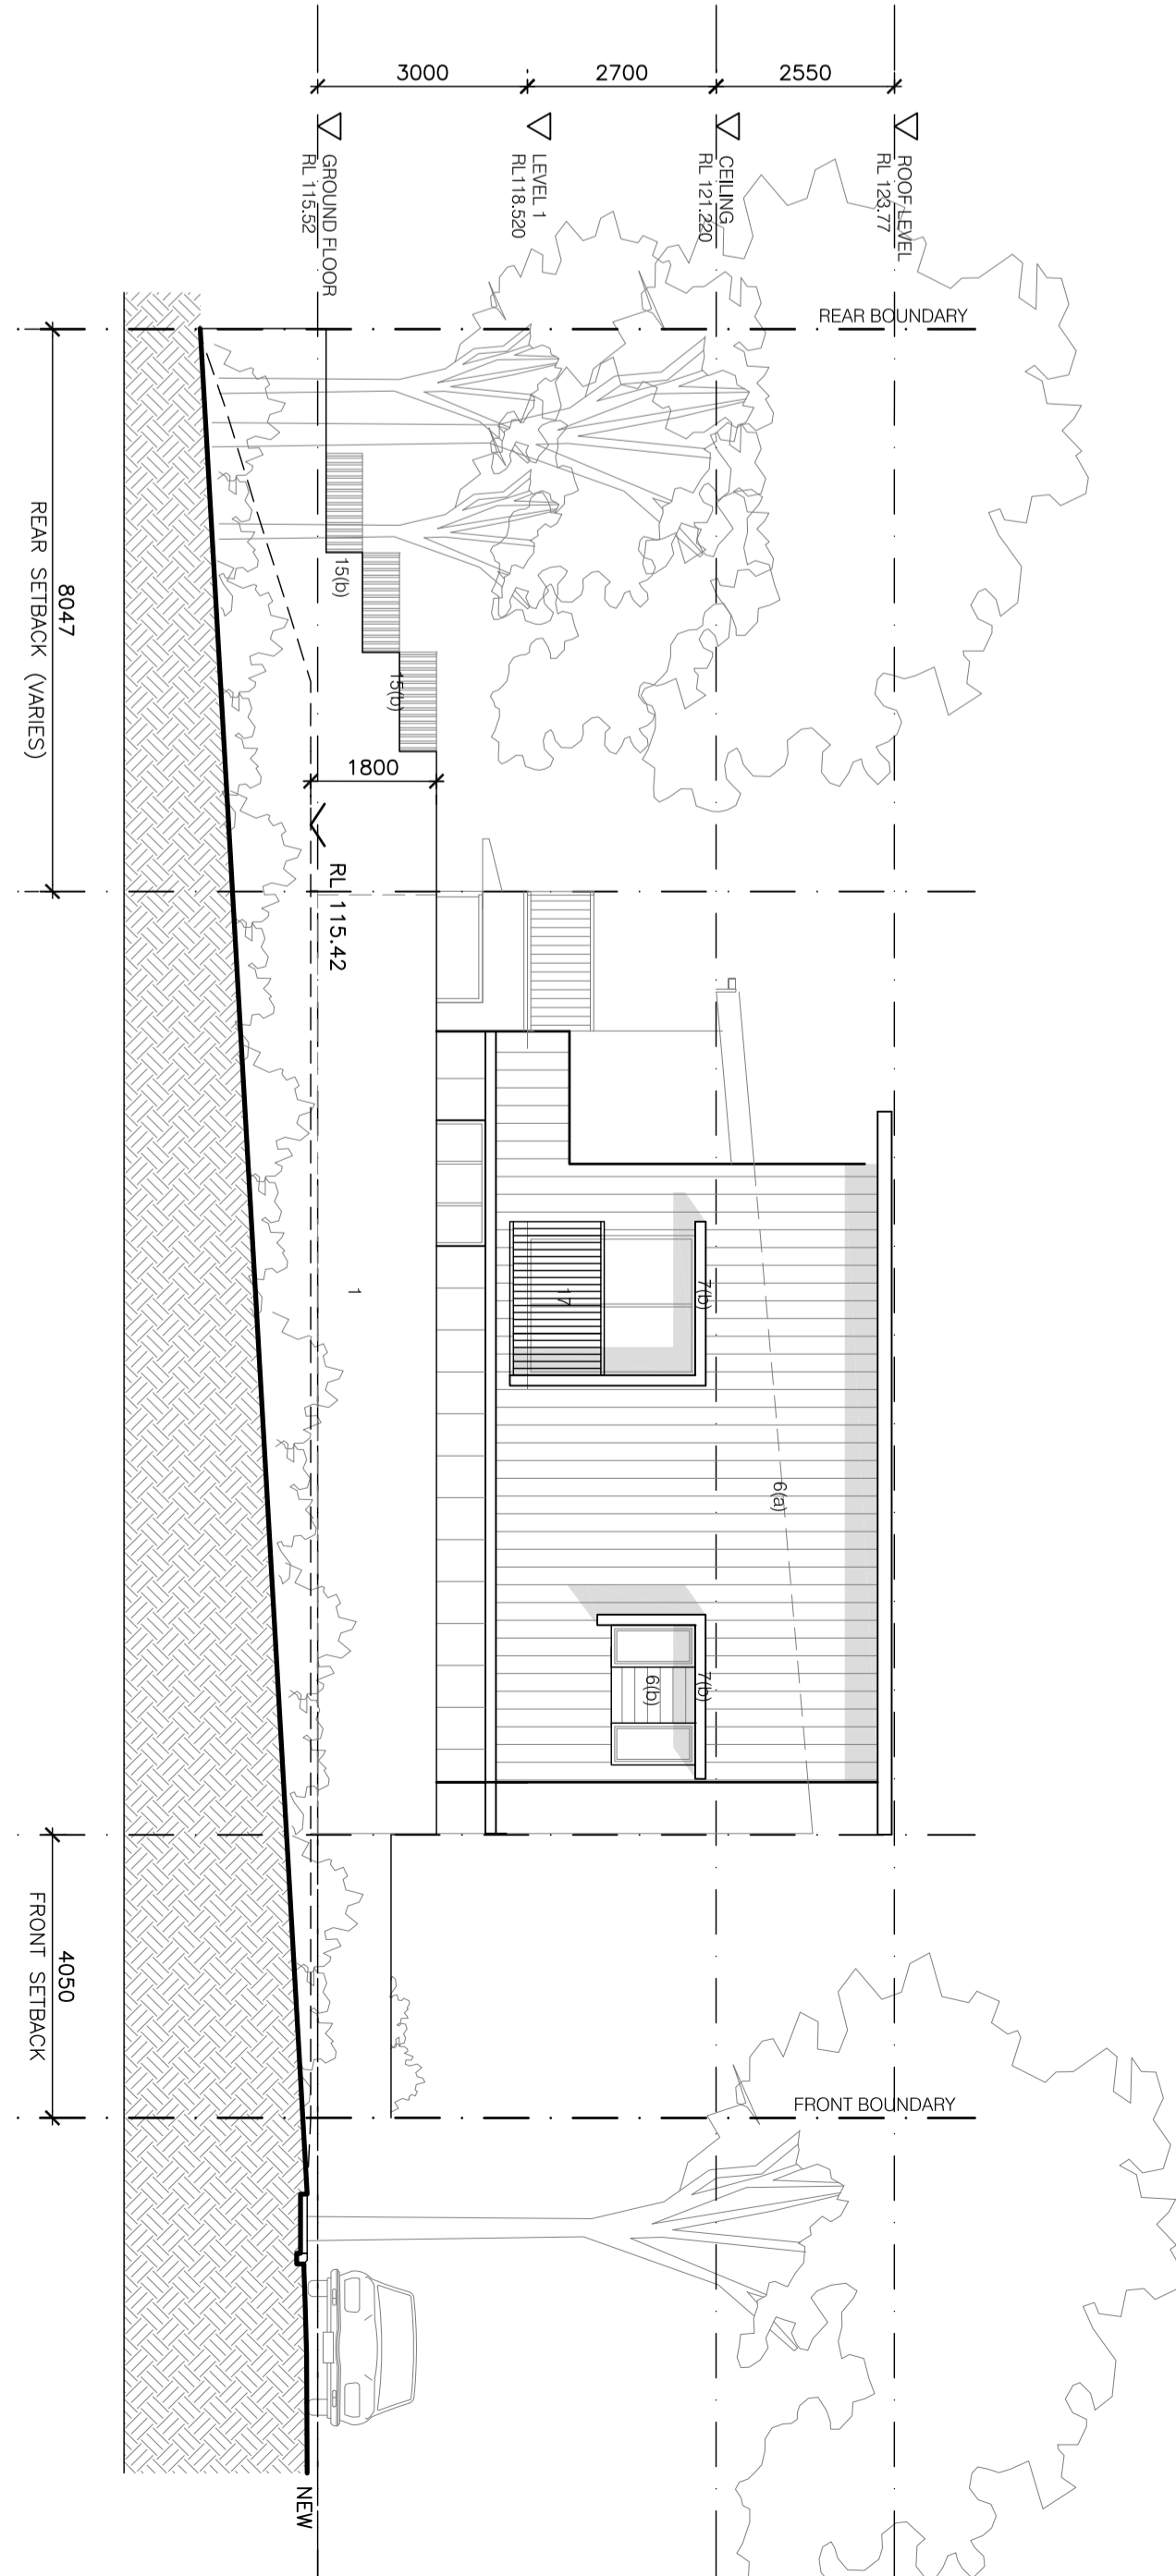 2550
2700
3000
ROOF LEVEL
RL 123.77
CEILING
RL 121.220
LEVEL 1
RL118.520
GROUND FLOOR
RL 115.52
REAR BOUNDARY
15(b)
15(b)
8047
REAR SETBACK (VARIES)
1800
RL 115.42
1
17
7(b)
6(a)
6(b)
7(b)
4050
FRONT SETBACK
FRONT BOUNDARY
NEW